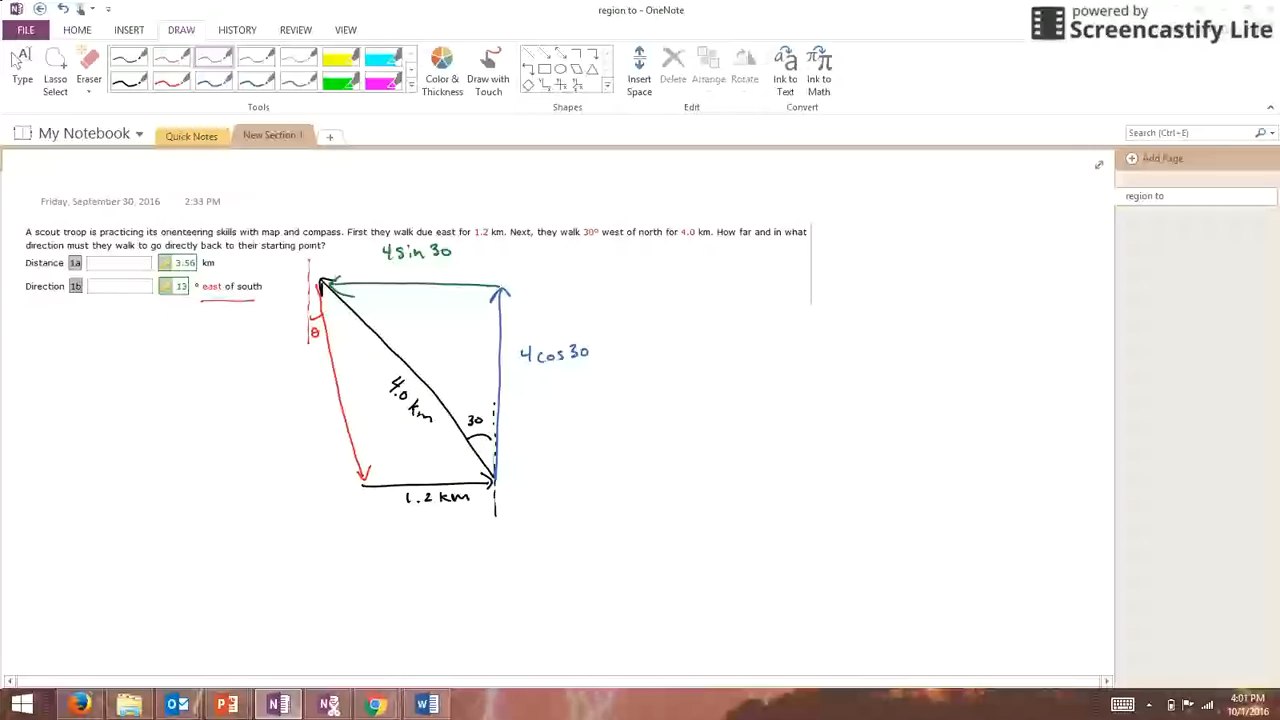 region to - OneNote
powered by
Screencastify Lite
FILE HOME INSERT DRAW HISTORY REVIEW VIEW
Type
Lasso Select
Eraser
Color & Thickness
Draw with Touch
Insert Space
Delete
Arrange
Rotate
Ink to Text
Ink to Math
Tools Shapes Edit Convert
My Notebook Quick Notes New Section 1 +
Search (Ctrl+E)
Add Page
region to
Friday, September 30, 2016 2:33 PM
A scout troop is practicing its orienteering skills with map and compass. First they walk due east for 1.2 km. Next, they walk 30° west of north for 4.0 km. How far and in what
direction must they walk to go directly back to their starting point?
Distance 1a 3.56 km
Direction 1b 13 ° east of south
4 sin 30
θ
4 cos 30
4.0 km
30
1.2 km
4:01 PM
10/1/2016